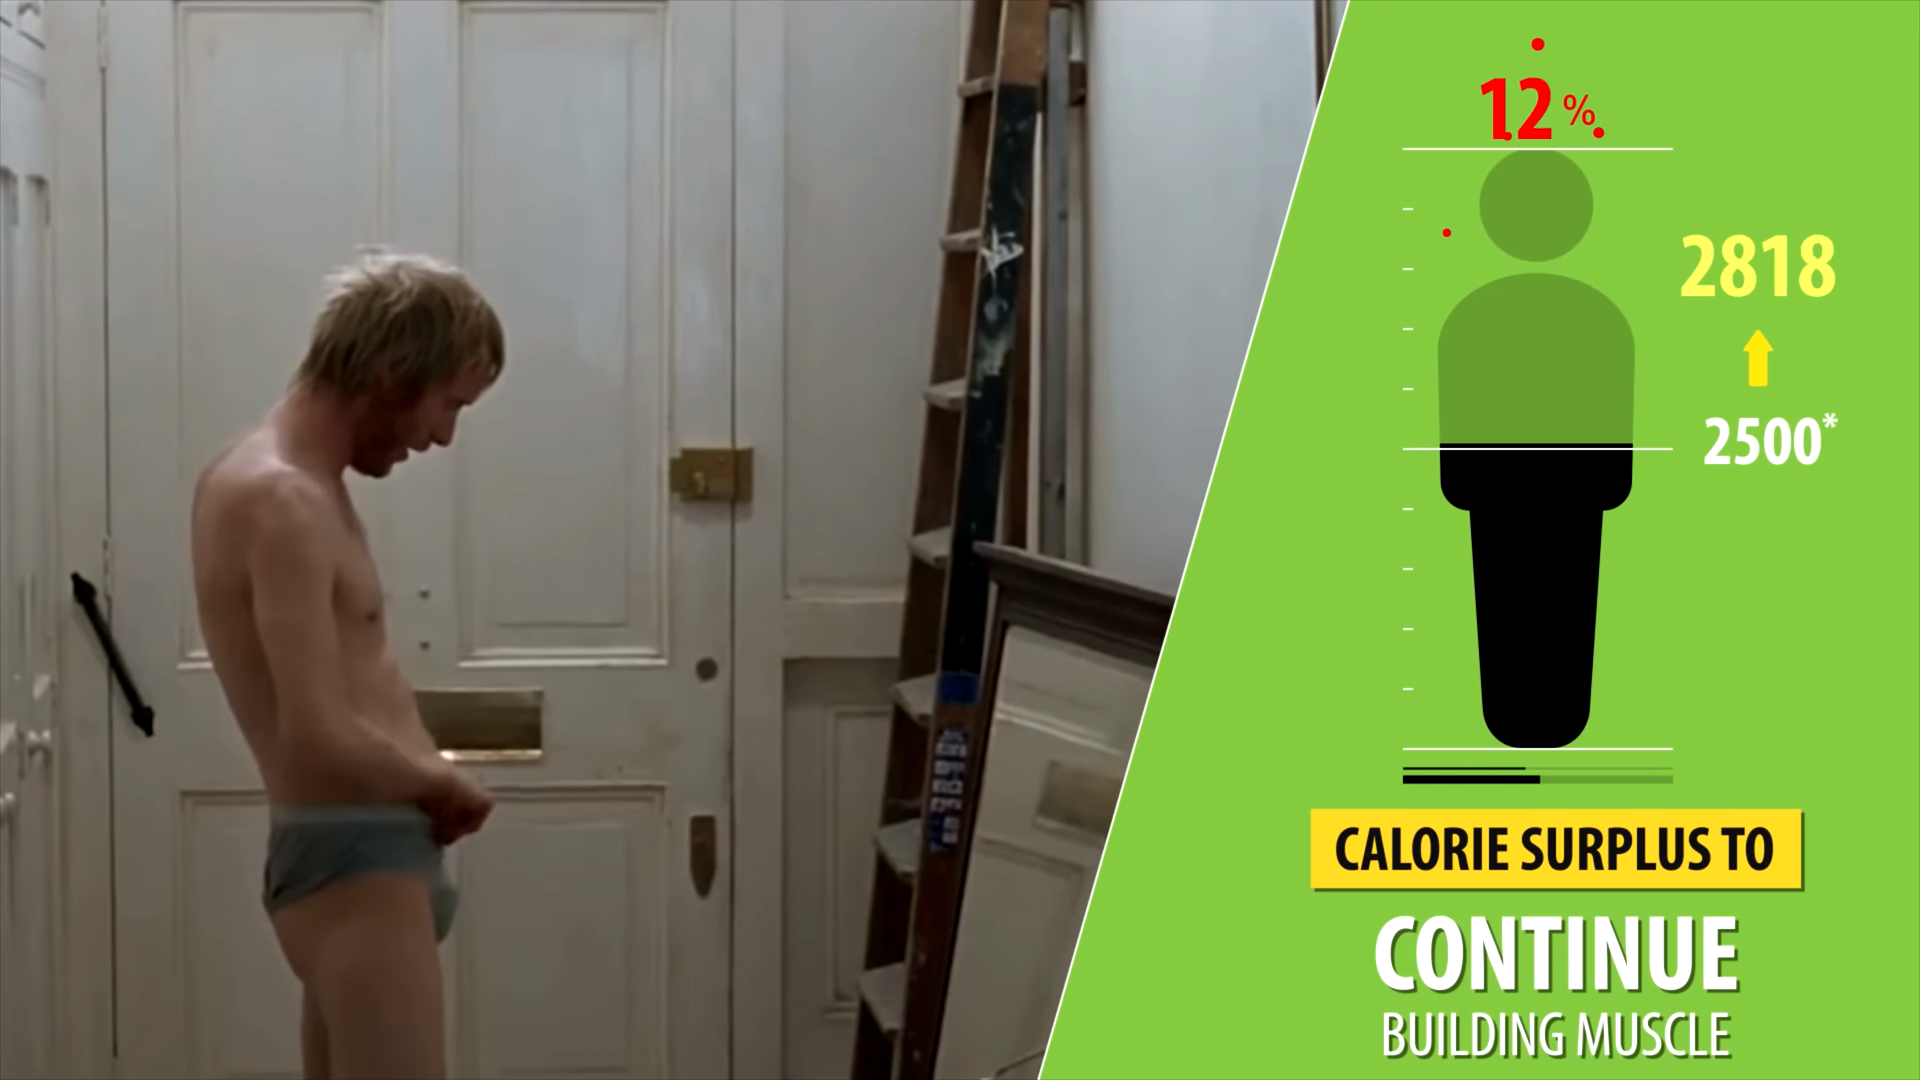 12 %
2818
2500*
CALORIE SURPLUS TO
CONTINUE
BUILDING MUSCLE